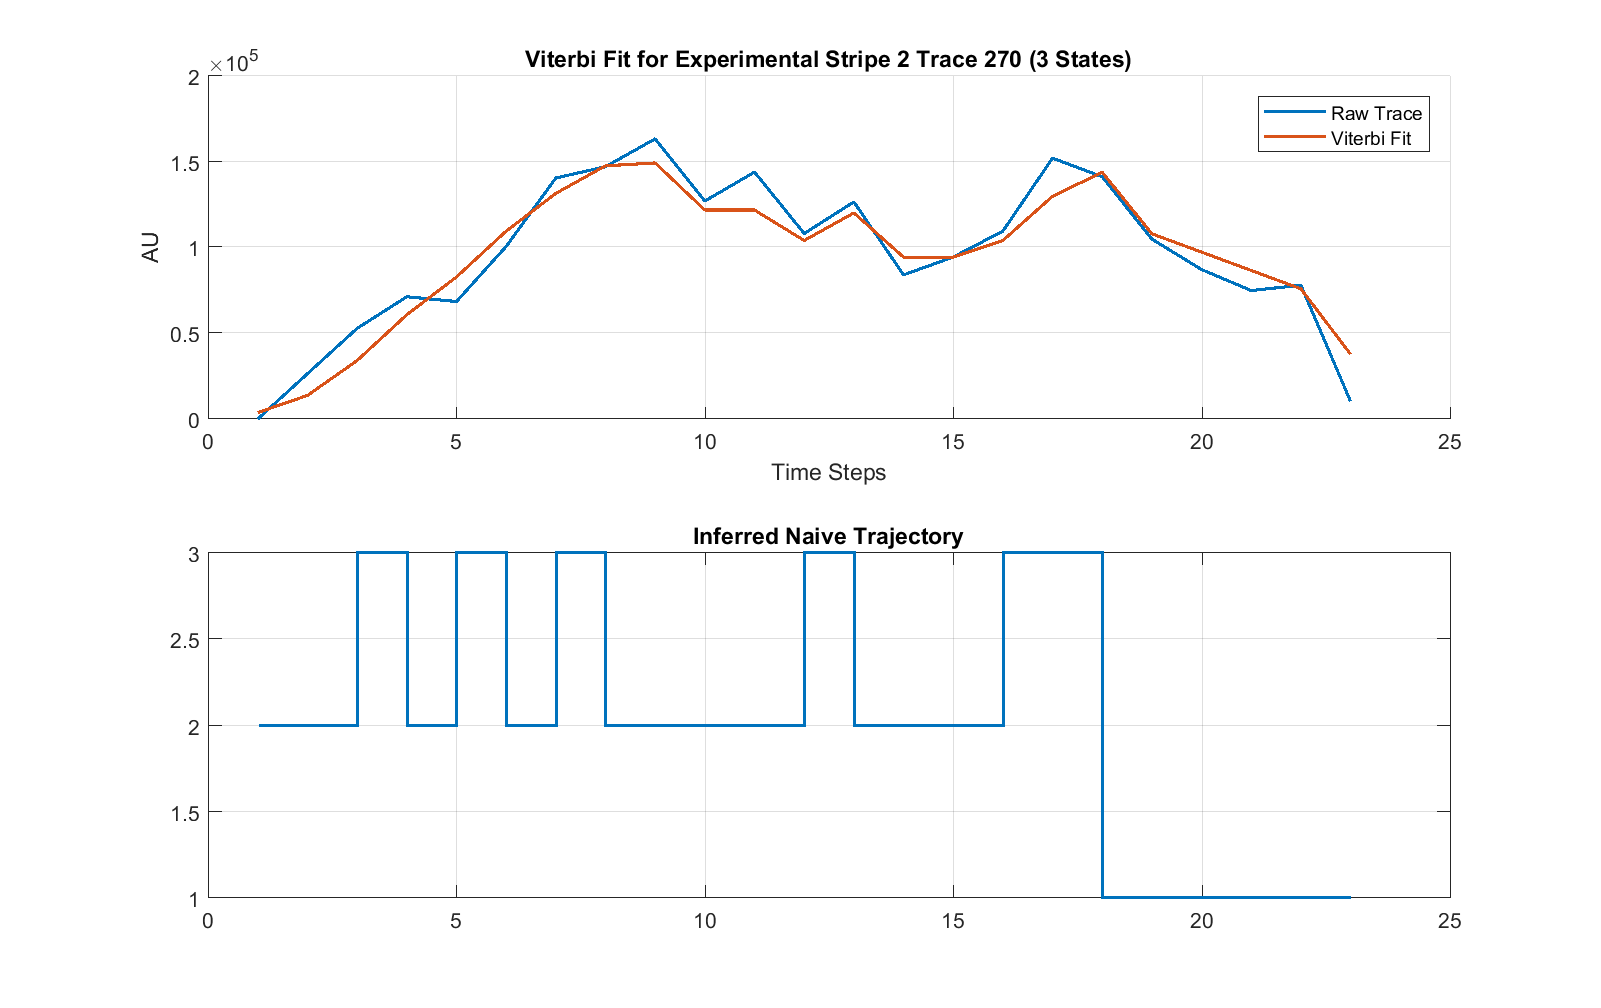 Viterbi Fit for Experimental Stripe 2 Trace 270 (3 States)
×10^5
2
1.5
1
0.5
0
AU
Raw Trace
Viterbi Fit
0 5 10 15 20 25
Time Steps
Inferred Naive Trajectory
3
2.5
2
1.5
1
0 5 10 15 20 25